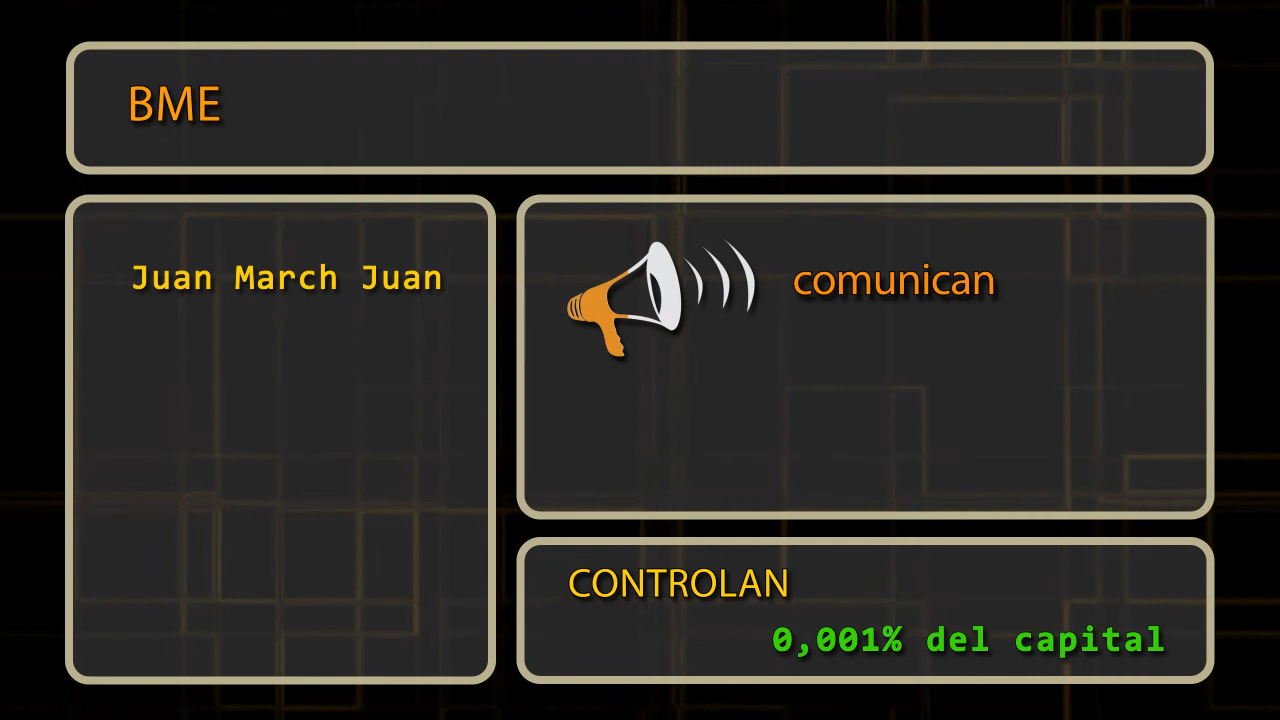 BME
Juan March Juan
comunican
CONTROLAN
0,001% del capital